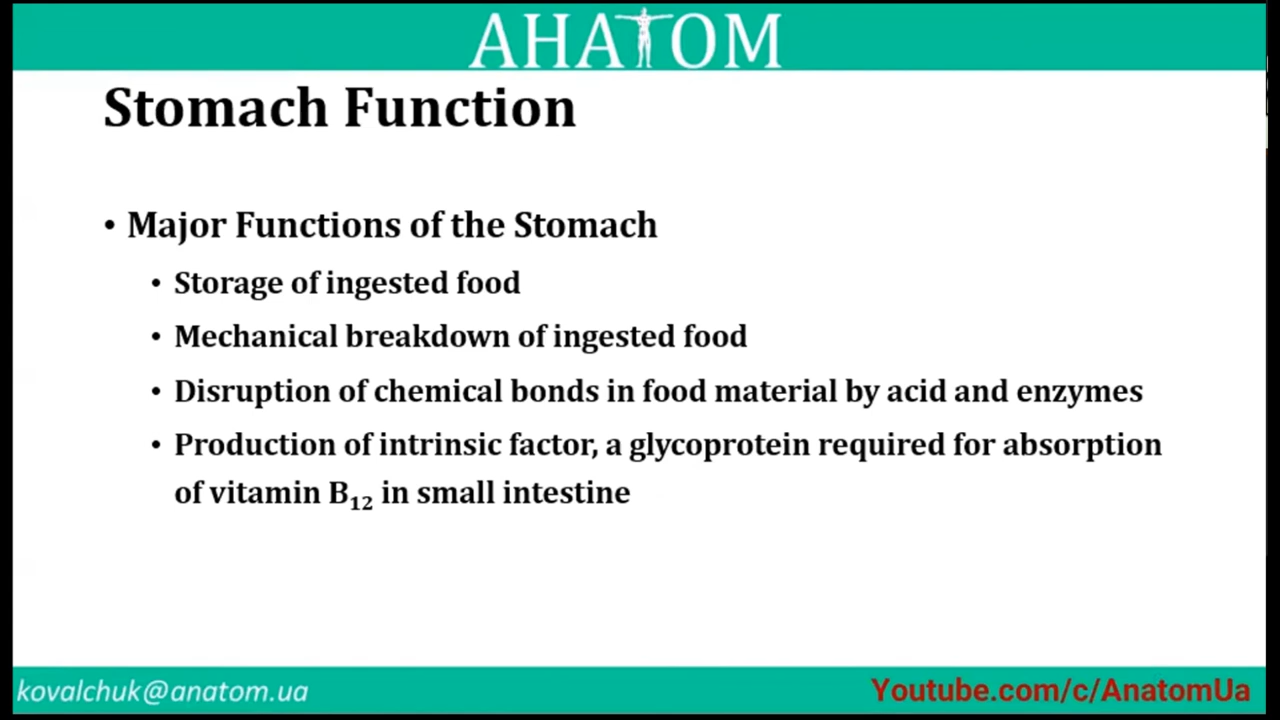 АНАТОМ
Stomach Function
• Major Functions of the Stomach
• Storage of ingested food
• Mechanical breakdown of ingested food
• Disruption of chemical bonds in food material by acid and enzymes
• Production of intrinsic factor, a glycoprotein required for absorption
of vitamin B₁₂ in small intestine
kovalchuk@anatom.ua
Youtube.com/c/AnatomUa